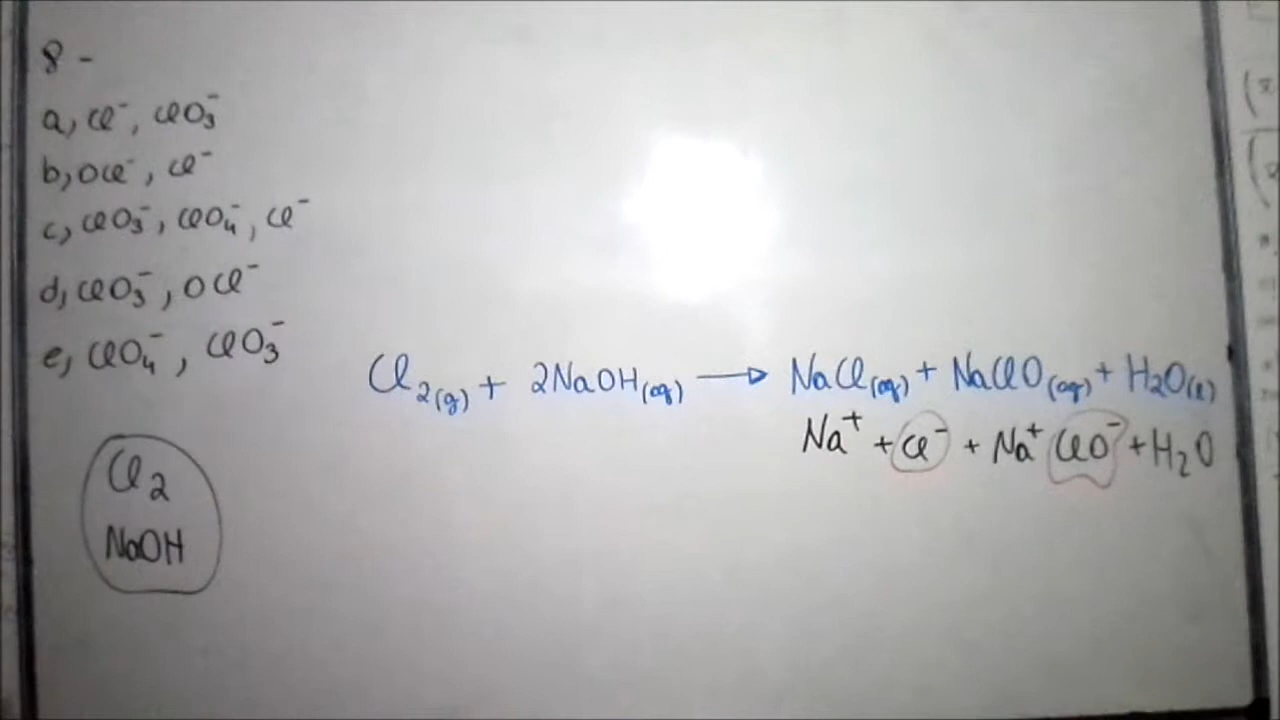 8 -
a, Cl⁻, ClO₃⁻
b, OCl⁻, Cl⁻
c, ClO₃⁻, ClO₄⁻, Cl⁻
d, ClO₃⁻, OCl⁻
e, ClO₄⁻, ClO₃⁻
Cl₂(g) + 2NaOH(aq) → NaCl(aq) + NaClO(aq) + H₂O(l)
Na⁺ + Cl⁻ + Na⁺ ClO⁻ + H₂O
Cl₂
NaOH